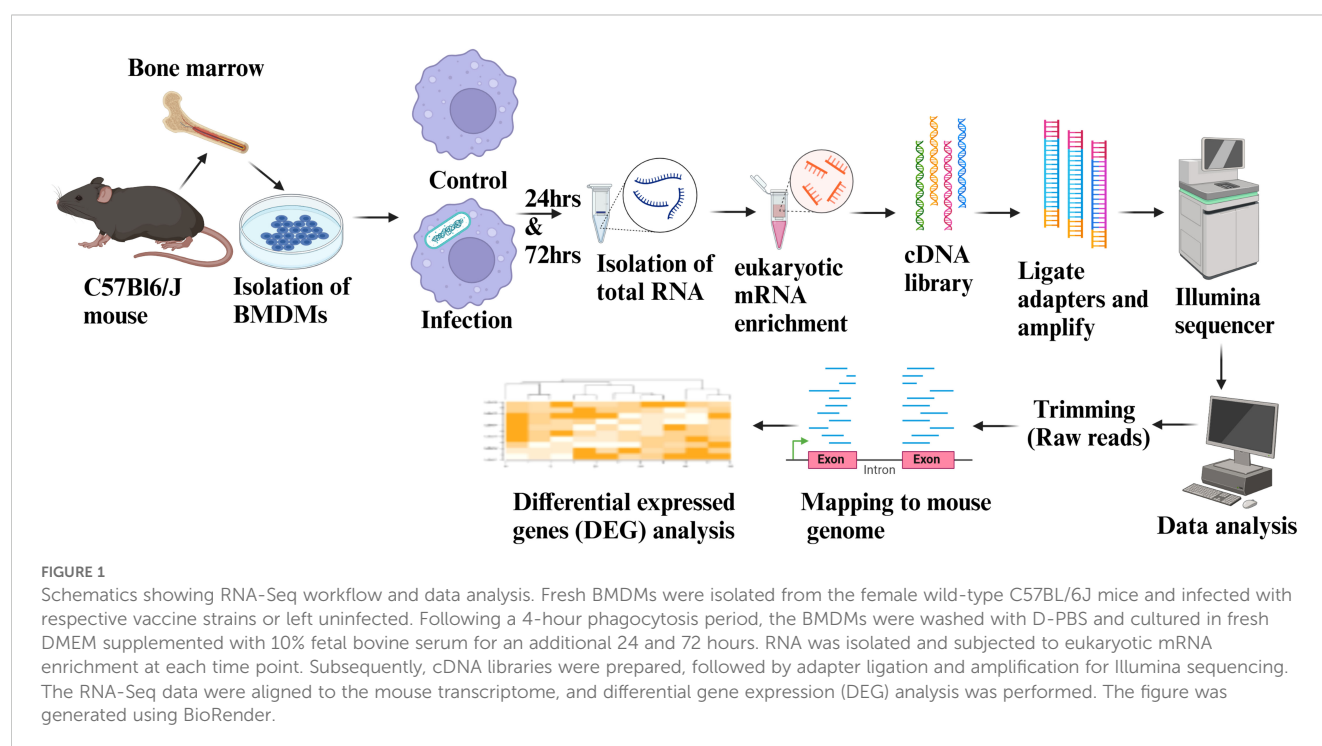 Bone marrow
C57Bl6/J
mouse
Isolation of
BMDMs
Control
Infection
24hrs
&
72hrs
Isolation of
total RNA
eukaryotic
mRNA
enrichment
cDNA
library
Ligate
adapters and
amplify
Illumina
sequencer
Data analysis
Trimming
(Raw reads)
Exon
Intron
Exon
Mapping to mouse
genome
Differential expressed
genes (DEG) analysis
FIGURE 1
Schematics showing RNA-Seq workflow and data analysis. Fresh BMDMs were isolated from the female wild-type C57BL/6J mice and infected with
respective vaccine strains or left uninfected. Following a 4-hour phagocytosis period, the BMDMs were washed with D-PBS and cultured in fresh
DMEM supplemented with 10% fetal bovine serum for an additional 24 and 72 hours. RNA was isolated and subjected to eukaryotic mRNA
enrichment at each time point. Subsequently, cDNA libraries were prepared, followed by adapter ligation and amplification for Illumina sequencing.
The RNA-Seq data were aligned to the mouse transcriptome, and differential gene expression (DEG) analysis was performed. The figure was
generated using BioRender.